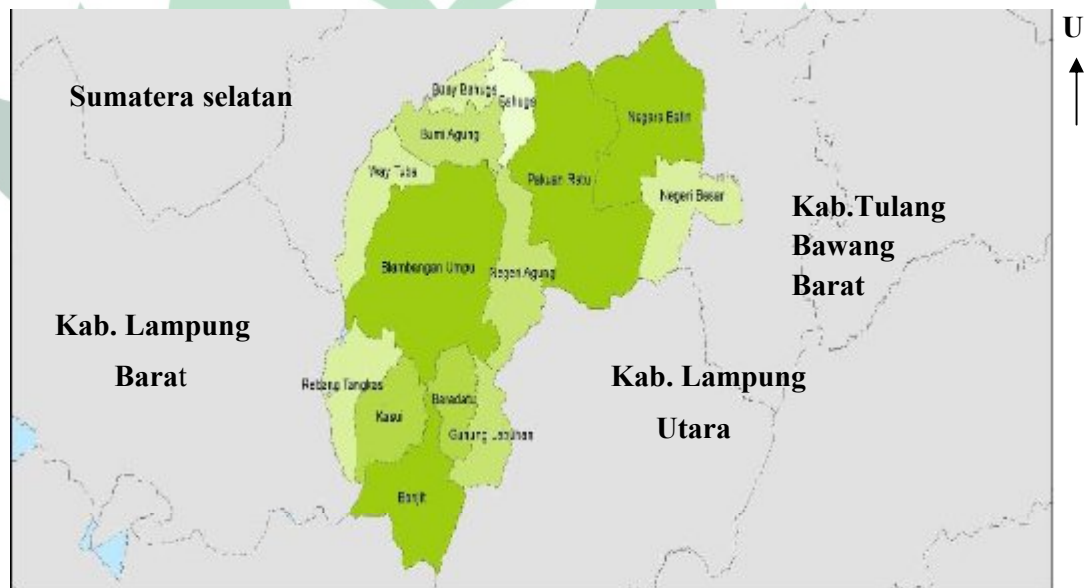 U
Sumatera selatan
Buay Bahuga
Bahuga
Bumi Agung
Negara Batin
Way Tuba
Pakuan Ratu
Negeri Besar
Kab.Tulang
Bawang
Barat
Blambangan Umpu
Negeri Agung
Kab. Lampung
Barat
Rebang Tangkas
Kasui
Baradatu
Gunung Labuhan
Kab. Lampung
Utara
Banjit